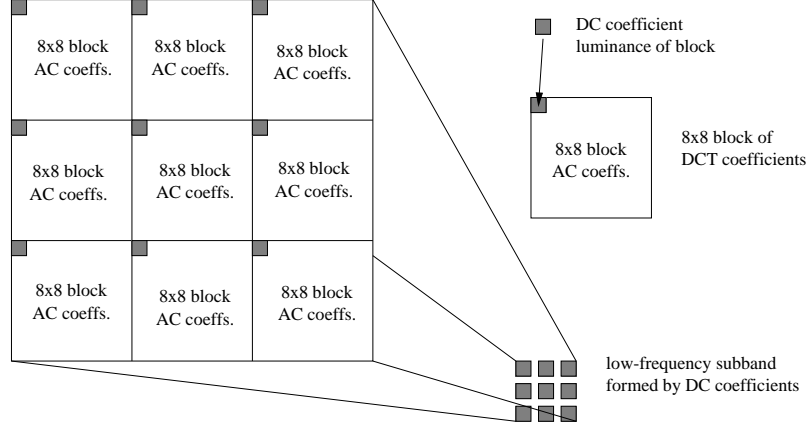 8x8 block
AC coeffs.
8x8 block
AC coeffs.
8x8 block
AC coeffs.
8x8 block
AC coeffs.
8x8 block
AC coeffs.
8x8 block
AC coeffs.
8x8 block
AC coeffs.
8x8 block
AC coeffs.
8x8 block
AC coeffs.
DC coefficient
luminance of block
8x8 block
AC coeffs.
8x8 block of
DCT coefficients
low-frequency subband
formed by DC coefficients